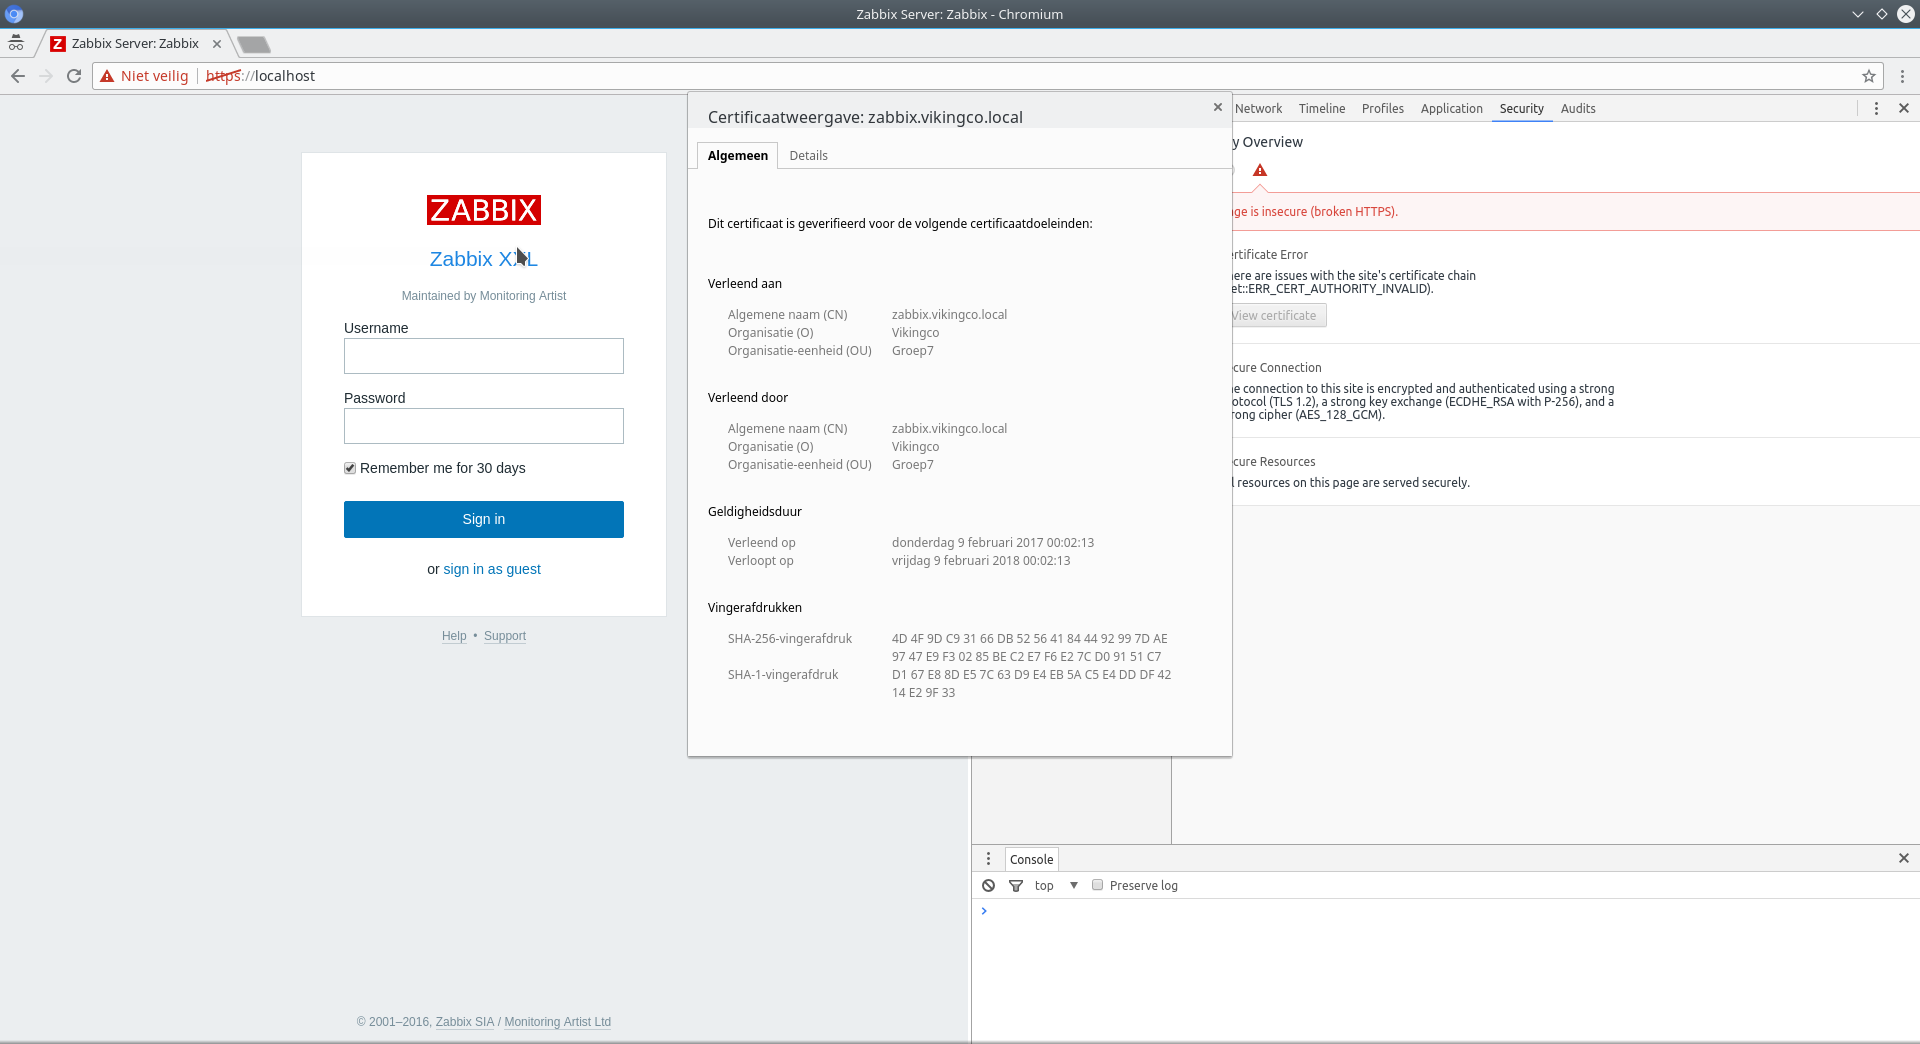 Zabbix Server: Zabbix - Chromium
Zabbix Server: Zabbix
Niet veilig
https://localhost
ZABBIX
Zabbix XXL
Maintained by Monitoring Artist
Username
Password
Remember me for 30 days
Sign in
or sign in as guest
Help • Support
© 2001–2016, Zabbix SIA / Monitoring Artist Ltd
Certificaatweergave: zabbix.vikingco.local
Algemeen Details
Dit certificaat is geverifieerd voor de volgende certificaatdoeleinden:
Verleend aan
Algemene naam (CN) zabbix.vikingco.local
Organisatie (O) Vikingco
Organisatie-eenheid (OU) Groep7
Verleend door
Algemene naam (CN) zabbix.vikingco.local
Organisatie (O) Vikingco
Organisatie-eenheid (OU) Groep7
Geldigheidsduur
Verleend op donderdag 9 februari 2017 00:02:13
Verloopt op vrijdag 9 februari 2018 00:02:13
Vingerafdrukken
SHA-256-vingerafdruk 4D 4F 9D C9 31 66 DB 52 56 41 84 44 92 99 7D AE
97 47 E9 F3 02 85 BE C2 E7 F6 E2 7C D0 91 51 C7
SHA-1-vingerafdruk D1 67 E8 8D E5 7C 63 D9 E4 EB 5A C5 E4 DD DF 42
14 E2 9F 33
Network Timeline Profiles Application Security Audits
y Overview
ge is insecure (broken HTTPS).
rtificate Error
ere are issues with the site's certificate chain
et::ERR_CERT_AUTHORITY_INVALID).
View certificate
cure Connection
e connection to this site is encrypted and authenticated using a strong
otocol (TLS 1.2), a strong key exchange (ECDHE_RSA with P-256), and a
rong cipher (AES_128_GCM).
cure Resources
l resources on this page are served securely.
Console
top Preserve log